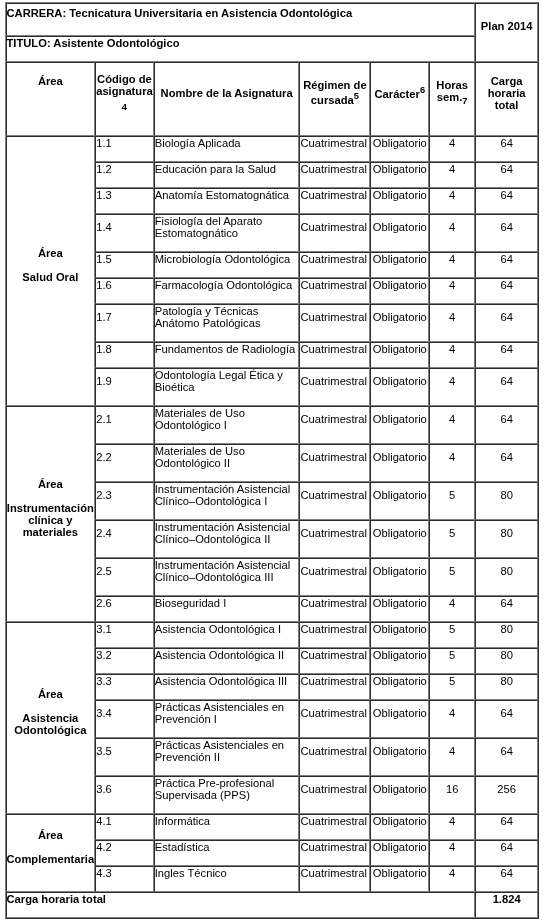 CARRERA: Tecnicatura Universitaria en Asistencia Odontológica
Plan 2014
TITULO: Asistente Odontológico
Área
Código de
asignatura
4
Nombre de la Asignatura
Régimen de
cursada5
Carácter6
Horas
sem.7
Carga
horaria
total
Área
Salud Oral
1.1 Biología Aplicada Cuatrimestral Obligatorio 4 64
1.2 Educación para la Salud Cuatrimestral Obligatorio 4 64
1.3 Anatomía Estomatognática Cuatrimestral Obligatorio 4 64
1.4 Fisiología del Aparato
Estomatognático Cuatrimestral Obligatorio 4 64
1.5 Microbiología Odontológica Cuatrimestral Obligatorio 4 64
1.6 Farmacología Odontológica Cuatrimestral Obligatorio 4 64
1.7 Patología y Técnicas
Anátomo Patológicas Cuatrimestral Obligatorio 4 64
1.8 Fundamentos de Radiología Cuatrimestral Obligatorio 4 64
1.9 Odontología Legal Ética y
Bioética Cuatrimestral Obligatorio 4 64
Área
Instrumentación
clínica y
materiales
2.1 Materiales de Uso
Odontológico I Cuatrimestral Obligatorio 4 64
2.2 Materiales de Uso
Odontológico II Cuatrimestral Obligatorio 4 64
2.3 Instrumentación Asistencial
Clínico–Odontológica I Cuatrimestral Obligatorio 5 80
2.4 Instrumentación Asistencial
Clínico–Odontológica II Cuatrimestral Obligatorio 5 80
2.5 Instrumentación Asistencial
Clínico–Odontológica III Cuatrimestral Obligatorio 5 80
2.6 Bioseguridad I Cuatrimestral Obligatorio 4 64
Área
Asistencia
Odontológica
3.1 Asistencia Odontológica I Cuatrimestral Obligatorio 5 80
3.2 Asistencia Odontológica II Cuatrimestral Obligatorio 5 80
3.3 Asistencia Odontológica III Cuatrimestral Obligatorio 5 80
3.4 Prácticas Asistenciales en
Prevención I Cuatrimestral Obligatorio 4 64
3.5 Prácticas Asistenciales en
Prevención II Cuatrimestral Obligatorio 4 64
3.6 Práctica Pre-profesional
Supervisada (PPS) Cuatrimestral Obligatorio 16 256
Área
Complementaria
4.1 Informática Cuatrimestral Obligatorio 4 64
4.2 Estadística Cuatrimestral Obligatorio 4 64
4.3 Ingles Técnico Cuatrimestral Obligatorio 4 64
Carga horaria total 1.824